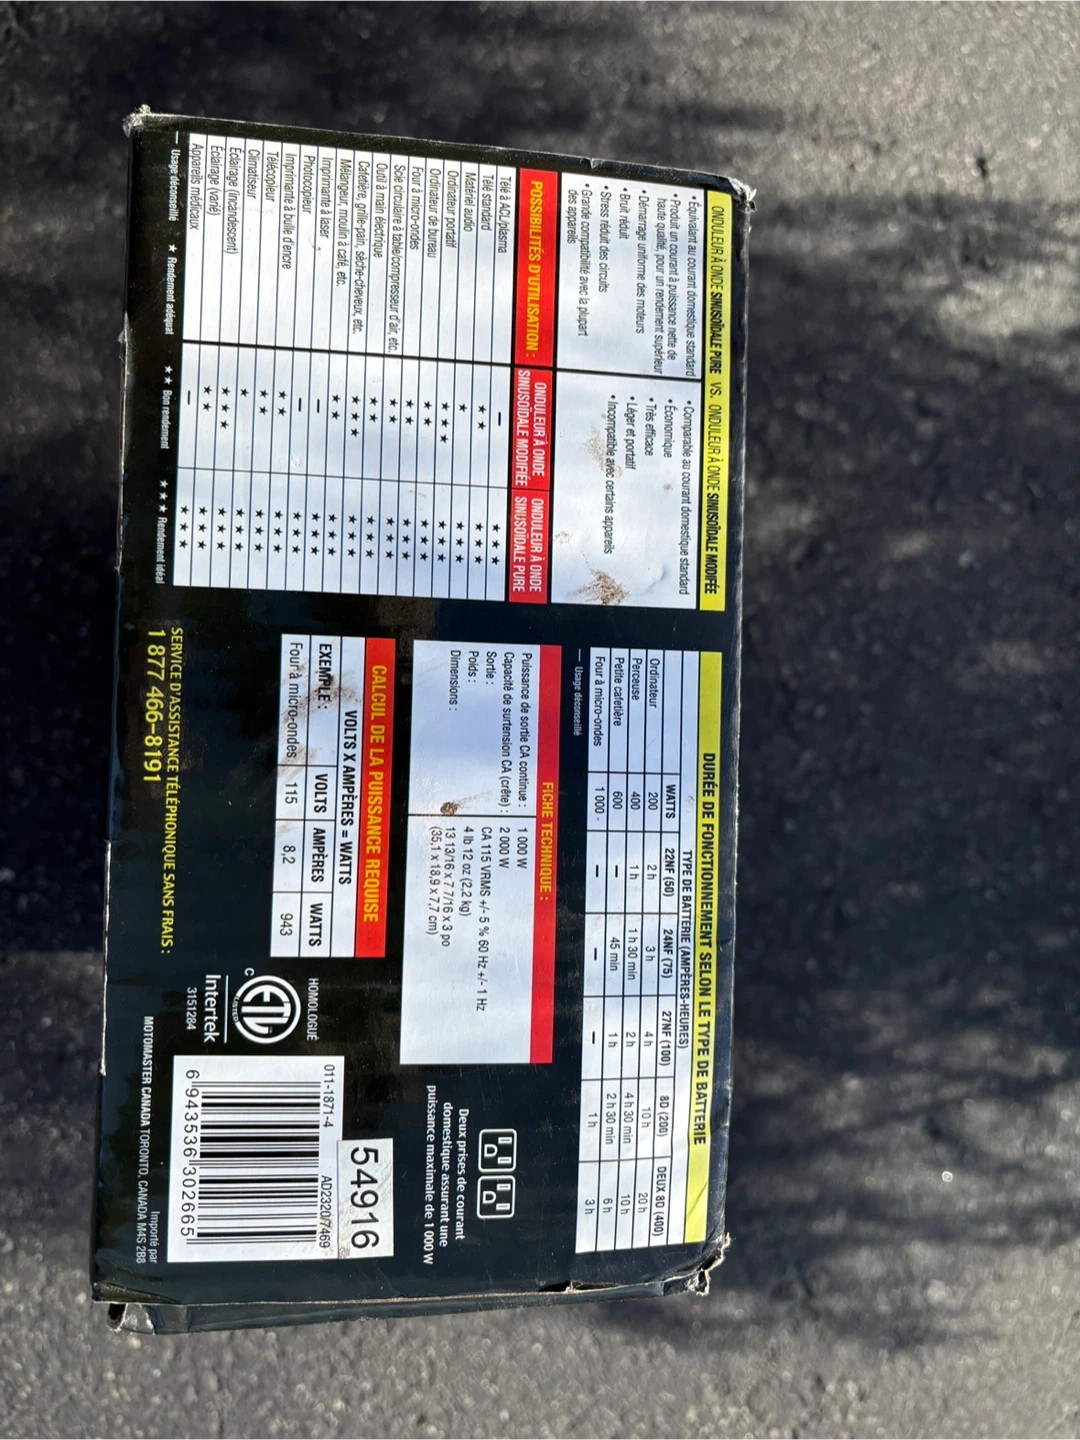 ONDULEUR À ONDE SINUSOÏDALE PURE VS. ONDULEUR À ONDE SINUSOÏDALE MODIFÉE
• Équivalant au courant domestique standard
• Produit un courant à puissance nette de
haute qualité, pour un rendement supérieur
• Démarrage uniforme des moteurs
• Bruit réduit
• Stress réduit des circuits
• Grande compatibilité avec la plupart
des appareils
• Comparable au courant domestique standard
• Économique
• Très efficace
• Léger et portatif
• Incompatible avec certains appareils
POSSIBILITÉS D'UTILISATION : ONDULEUR À ONDE SINUSOÏDALE MODIFIÉE ONDULEUR À ONDE SINUSOÏDALE PURE
Télé à ACL/plasma — ★★★
Télé standard ★★ ★★★
Matériel audio ★ ★★★
Ordinateur portatif ★★★ ★★★
Ordinateur de bureau ★★ ★★★
Four à micro-ondes ★★ ★★★
Scie circulaire à table/compresseur d'air, etc. ★★ ★★★
Outil à main électrique ★★ ★★★
Cafetière, grille-pain, sèche-cheveux, etc. ★★★ ★★★
Mélangeur, moulin à café, etc. ★★ ★★★
Imprimante à laser — ★★★
Photocopieur — ★★★
Imprimante à bulle d'encre ★★ ★★★
Télécopieur ★★ ★★★
Climatiseur ★ ★★★
Éclairage (incandescent) ★★★ ★★★
Éclairage (varié) ★★ ★★★
Appareils médicaux — ★★★
— Usage déconseillé ★ Rendement adéquat ★★ Bon rendement ★★★ Rendement idéal
DURÉE DE FONCTIONNEMENT SELON LE TYPE DE BATTERIE
TYPE DE BATTERIE (AMPÈRES-HEURES)
WATTS 22NF (50) 24NF (75) 27NF (100) 8D (200) DEUX 8D (400)
Ordinateur 200 2 h 3 h 4 h 10 h 20 h
Perceuse 400 1 h 1 h 30 min 2 h 4 h 30 min 10 h
Petite cafetière 600 — 45 min 1 h 2 h 30 min 6 h
Four à micro-ondes 1 000 — — — 1 h 3 h
— Usage déconseillé
FICHE TECHNIQUE :
Puissance de sortie CA continue : 1 000 W
Capacité de surtension CA (crête) : 2 000 W
Sortie : CA 115 VRMS +/- 5 % 60 Hz +/- 1 Hz
Poids : 4 lb 12 oz (2,2 kg)
Dimensions : 13 13/16 x 7 7/16 x 3 po
(35,1 x 18,9 x 7,7 cm)
Deux prises de courant
domestique assurant une
puissance maximale de 1 000 W
CALCUL DE LA PUISSANCE REQUISE
VOLTS X AMPÈRES = WATTS
EXEMPLE : VOLTS AMPÈRES WATTS
Four à micro-ondes 115 8,2 943
SERVICE D'ASSISTANCE TÉLÉPHONIQUE SANS FRAIS :
1 877 466-8191
HOMOLOGUÉ
C ETL LISTED
Intertek
3151284
54916
011-1871-4 AD2320/7469
6 943536 302665
Importé par
MOTOMASTER CANADA TORONTO, CANADA M4S 2B8